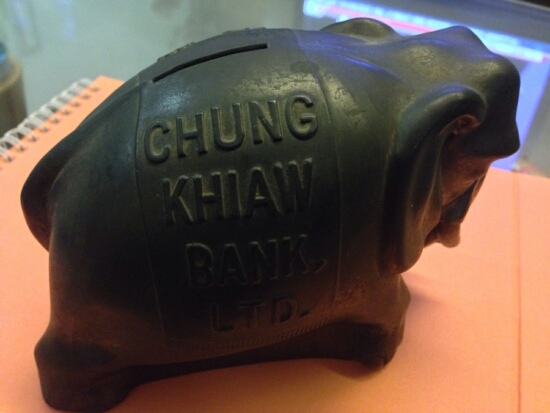 CHUNG
KHIAW
BANK,
LTD.